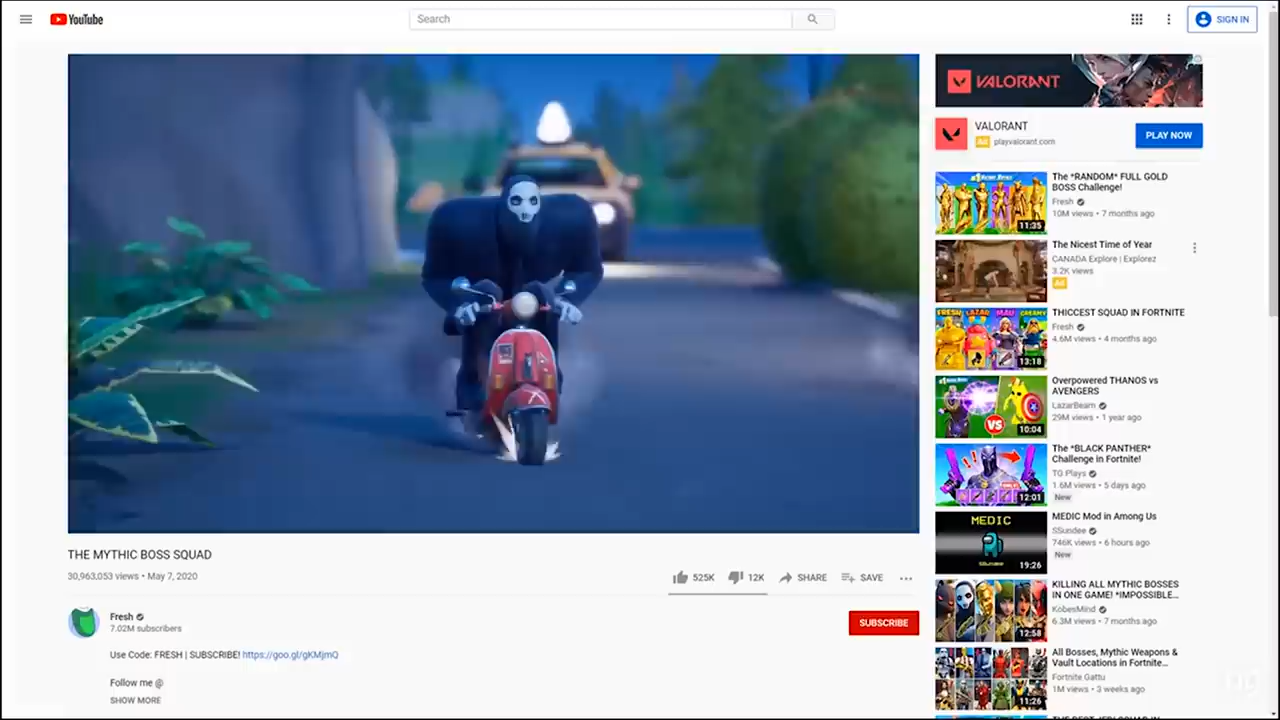 YouTube
Search
SIGN IN
VALORANT
VALORANT
Ad playvalorant.com
PLAY NOW
The *RANDOM* FULL GOLD
BOSS Challenge!
Fresh
10M views • 7 months ago
11:35
The Nicest Time of Year
CANADA Explore | Explorez
3.2K views
Ad
FRESH LAZAR MAU CREAMY
THICCEST SQUAD IN FORTNITE
Fresh
4.6M views • 4 months ago
13:18
Overpowered THANOS vs
AVENGERS
LazarBeam
29M views • 1 year ago
VS
10:04
The *BLACK PANTHER*
Challenge in Fortnite!
TG Plays
1.6M views • 5 days ago
New
12:01
MEDIC
MEDIC Mod in Among Us
SSundee
746K views • 6 hours ago
New
SSundee
19:26
KILLING ALL MYTHIC BOSSES
IN ONE GAME! *IMPOSSIBLE...
KobesMind
6.3M views • 7 months ago
12:58
All Bosses, Mythic Weapons &
Vault Locations in Fortnite...
Fortnite Gattu
1M views • 3 weeks ago
11:26
THE MYTHIC BOSS SQUAD
30,963,053 views • May 7, 2020
525K 12K SHARE SAVE
Fresh
7.02M subscribers
SUBSCRIBE
Use Code: FRESH | SUBSCRIBE! https://goo.gl/gKMjmQ
Follow me @
SHOW MORE